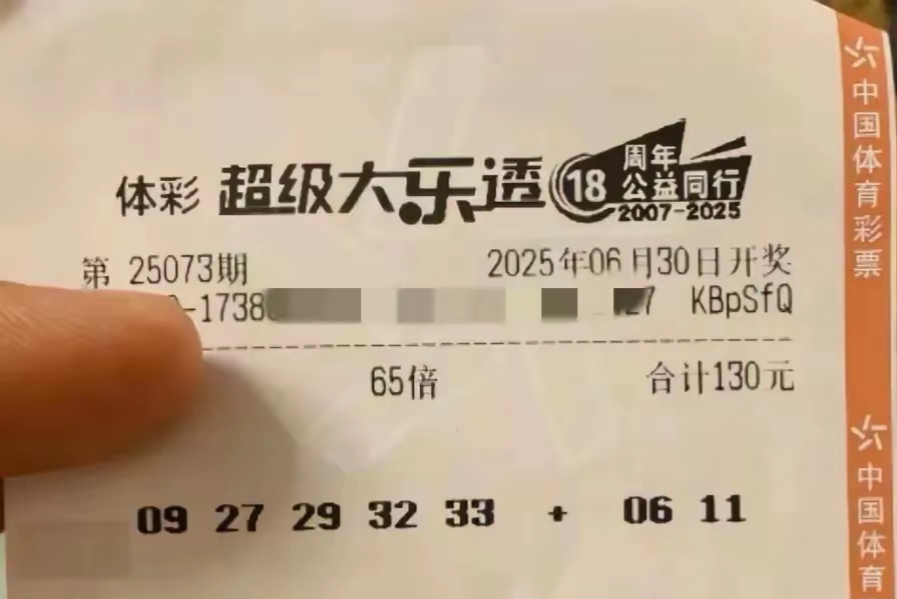 体彩 超级大乐透 18 周年 公益同行 2007-2025
第 25073期 2025年06月30日开奖
-1738 27 KBpSfQ
65倍 合计130元
09 27 29 32 33 + 06 11
中国体育彩票
中国体育